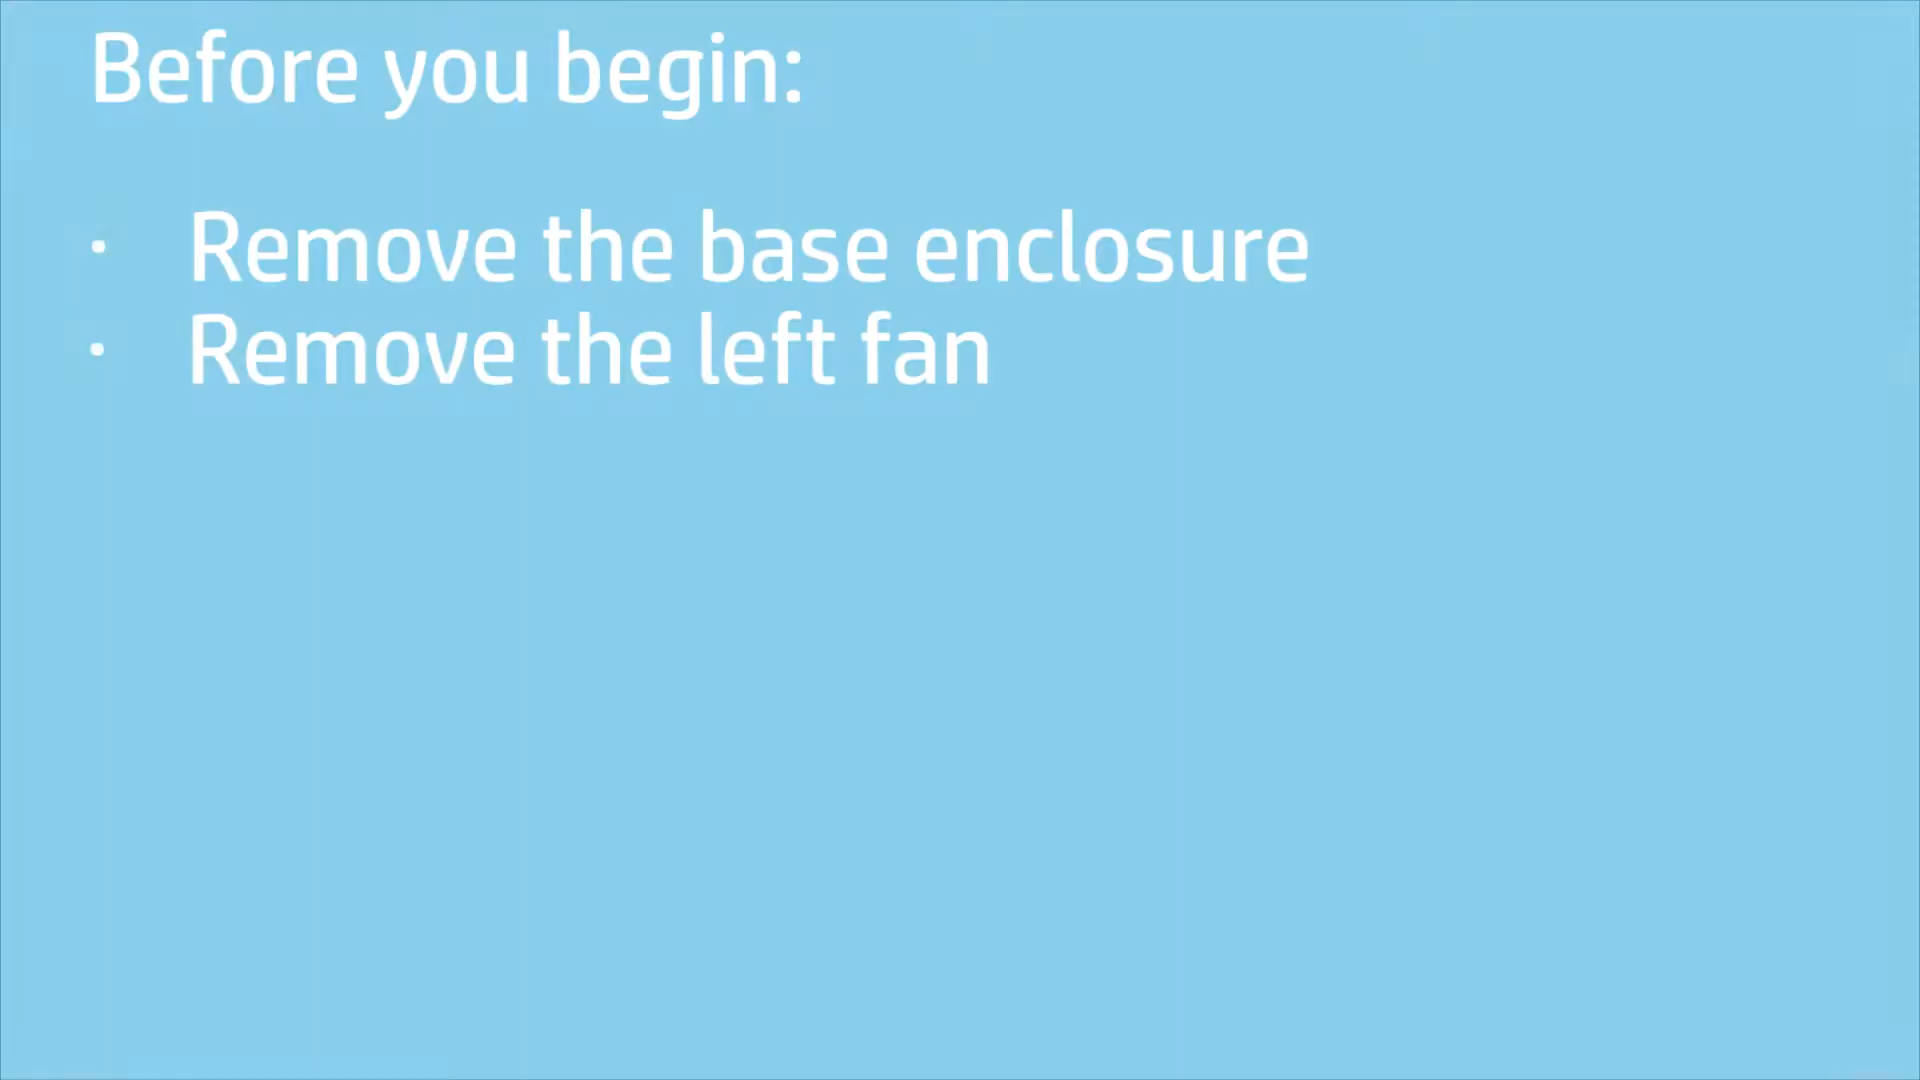 Before you begin:
· Remove the base enclosure
· Remove the left fan